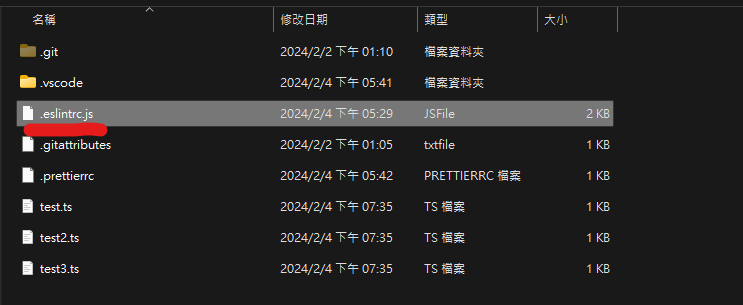 名稱 修改日期 類型 大小
.git 2024/2/2 下午 01:10 檔案資料夾
.vscode 2024/2/4 下午 05:41 檔案資料夾
.eslintrc.js 2024/2/4 下午 05:29 JSFile 2 KB
.gitattributes 2024/2/2 下午 01:05 txtfile 1 KB
.prettierrc 2024/2/4 下午 05:42 PRETTIERRC 檔案 1 KB
test.ts 2024/2/4 下午 07:35 TS 檔案 1 KB
test2.ts 2024/2/4 下午 07:35 TS 檔案 1 KB
test3.ts 2024/2/4 下午 07:35 TS 檔案 1 KB